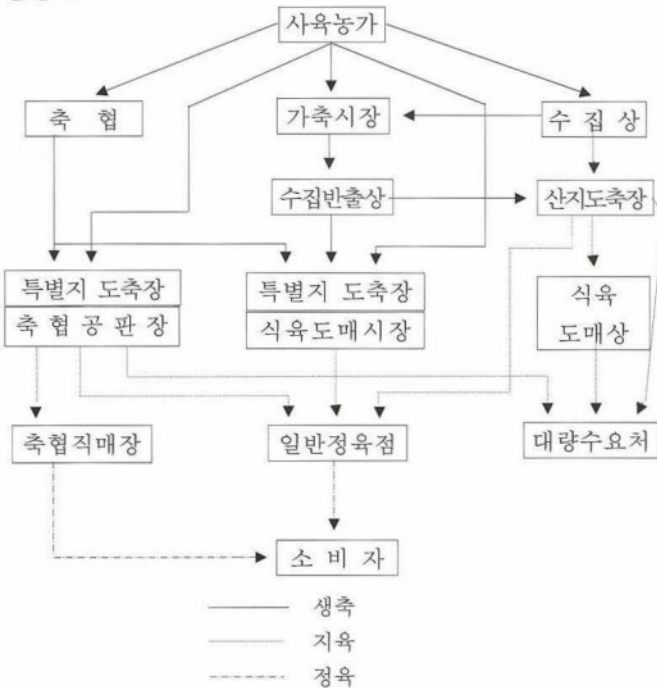 사육농가
축 협
가축시장
수 집 상
수집반출상
산지도축장
특별지 도축장
축 협 공 판 장
특별지 도축장
식육도매시장
식육
도매상
축협직매장
일반정육점
대량수요처
소 비 자
생축
지육
정육